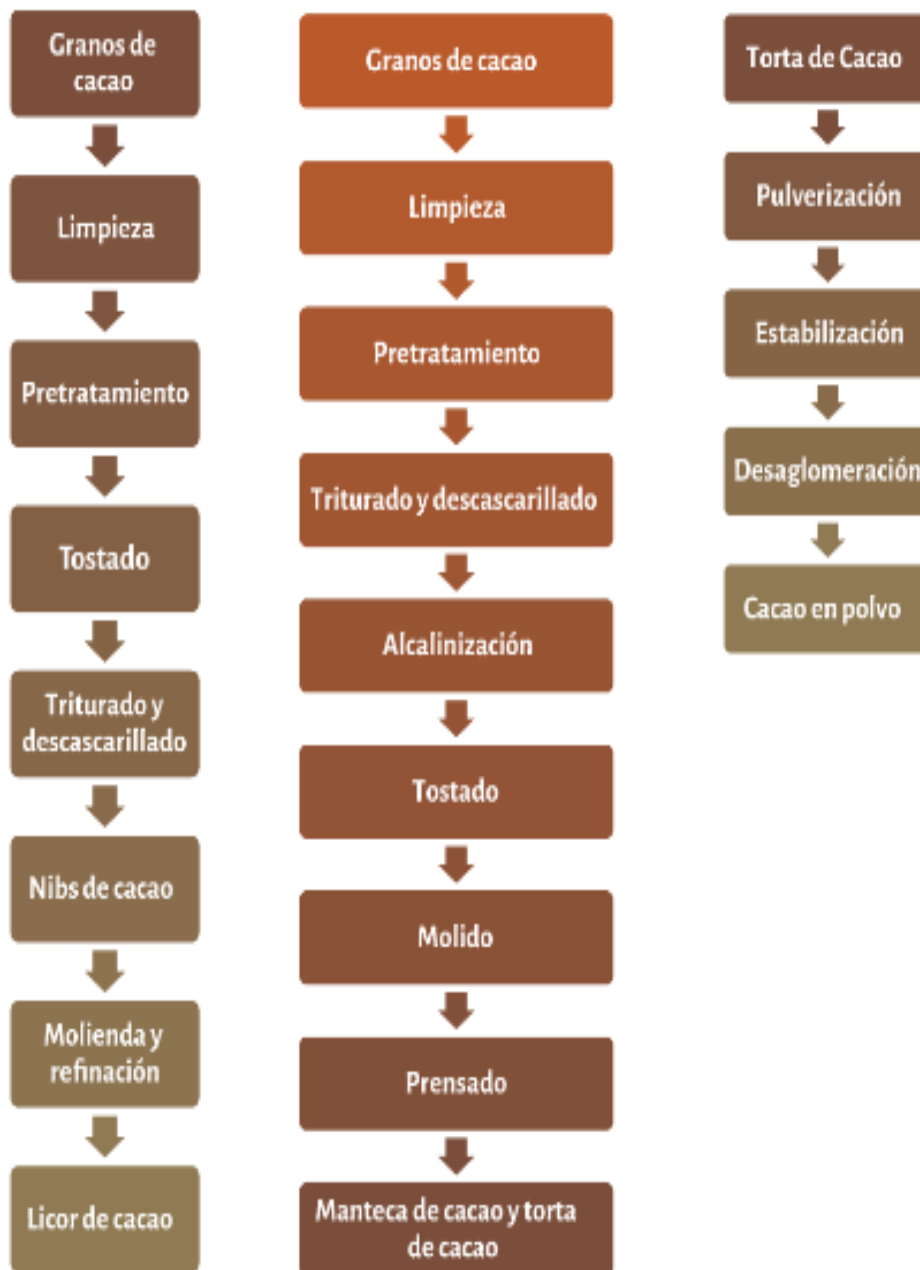 Granos de
cacao
Limpieza
Pretratamiento
Tostado
Triturado y
descascarillado
Nibs de cacao
Molienda y
refinación
Licor de cacao
Granos de cacao
Limpieza
Pretratamiento
Triturado y descascarillado
Alcalinización
Tostado
Molido
Prensado
Manteca de cacao y torta
de cacao
Torta de Cacao
Pulverización
Estabilización
Desaglomeración
Cacao en polvo